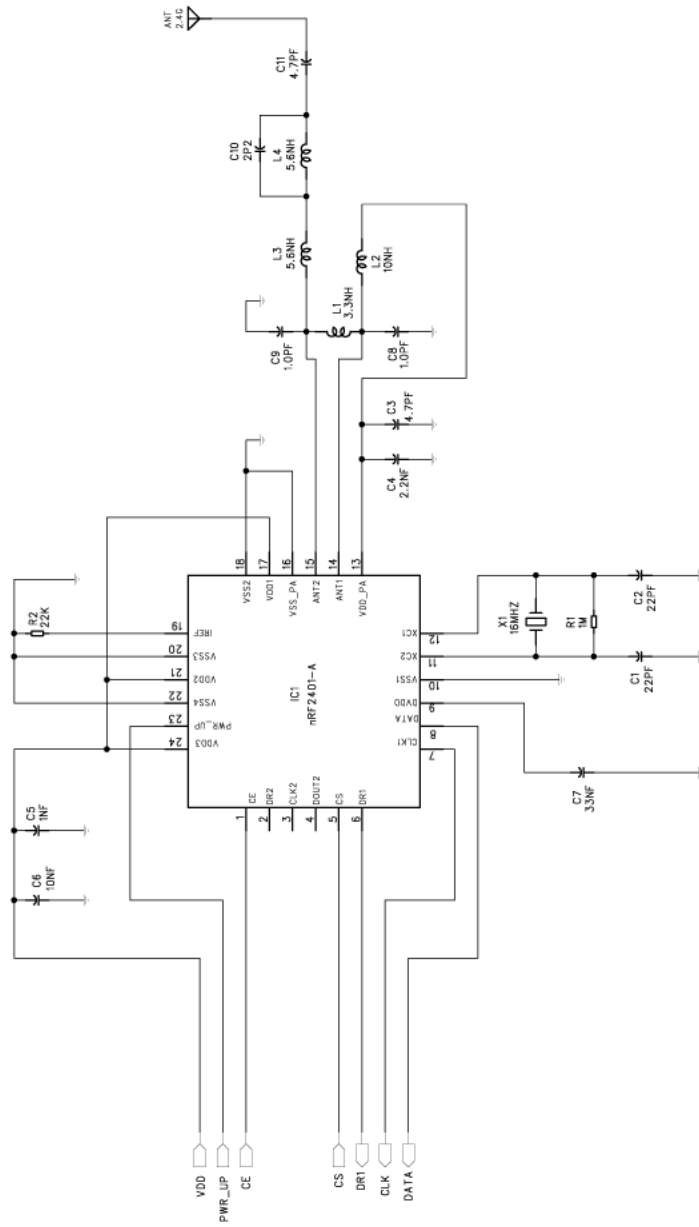 ANT
2.4G
C11
4.7PF
C10
2P2
L4
5.6NH
L3
5.6NH
L2
10NH
L1
3.3NH
C9
1.0PF
C8
1.0PF
C3
4.7PF
C4
2.2NF
18
17
16
15
14
13
VSS2
VDD1
VSS_PA
ANT2
ANT1
VDD_PA
R2
22K
19
20
21
22
23
24
IREF
VSS3
VDD2
VSS4
PWR_UP
VDD3
IC1
nRF2401-A
XC1
XC2
VSS1
DVDD
DATA
CLK1
12
11
10
9
8
7
X1
16MHZ
R1
1M
C2
22PF
C1
22PF
C7
33NF
C5
1NF
C6
10NF
CE
DR2
CLK2
DOUT2
CS
DR1
1
2
3
4
5
6
VDD
PWR_UP
CE
CS
DR1
CLK
DATA